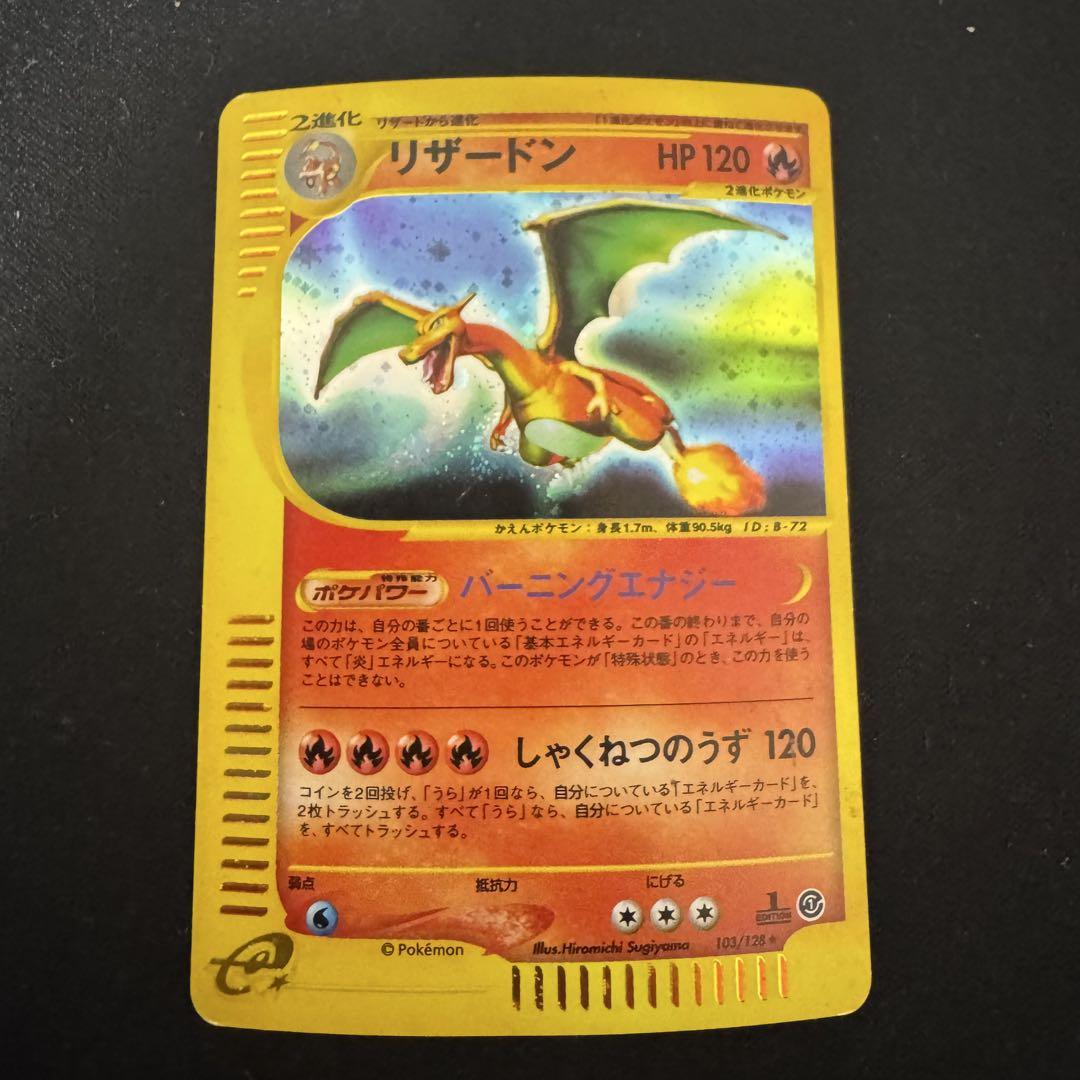 2進化 リザードから進化
リザードン HP 120
2進化ポケモン
かえんポケモン：身長1.7m、体重90.5kg ID：B-72
特殊能力
ポケパワー バーニングエナジー
この力は、自分の番ごとに1回使うことができる。この番の終わりまで、自分の
場のポケモン全員についている「基本エネルギーカード」の「エネルギー」は、
すべて「炎」エネルギーになる。このポケモンが「特殊状態」のとき、この力を使う
ことはできない。
しゃくねつのうず 120
コインを2回投げ、「うら」が1回なら、自分についている「エネルギーカード」を、
2枚トラッシュする。すべて「うら」なら、自分についている「エネルギーカード」
を、すべてトラッシュする。
弱点 抵抗力 にげる
1 EDITION
© Pokémon Illus.Hiromichi Sugiyama 103/128